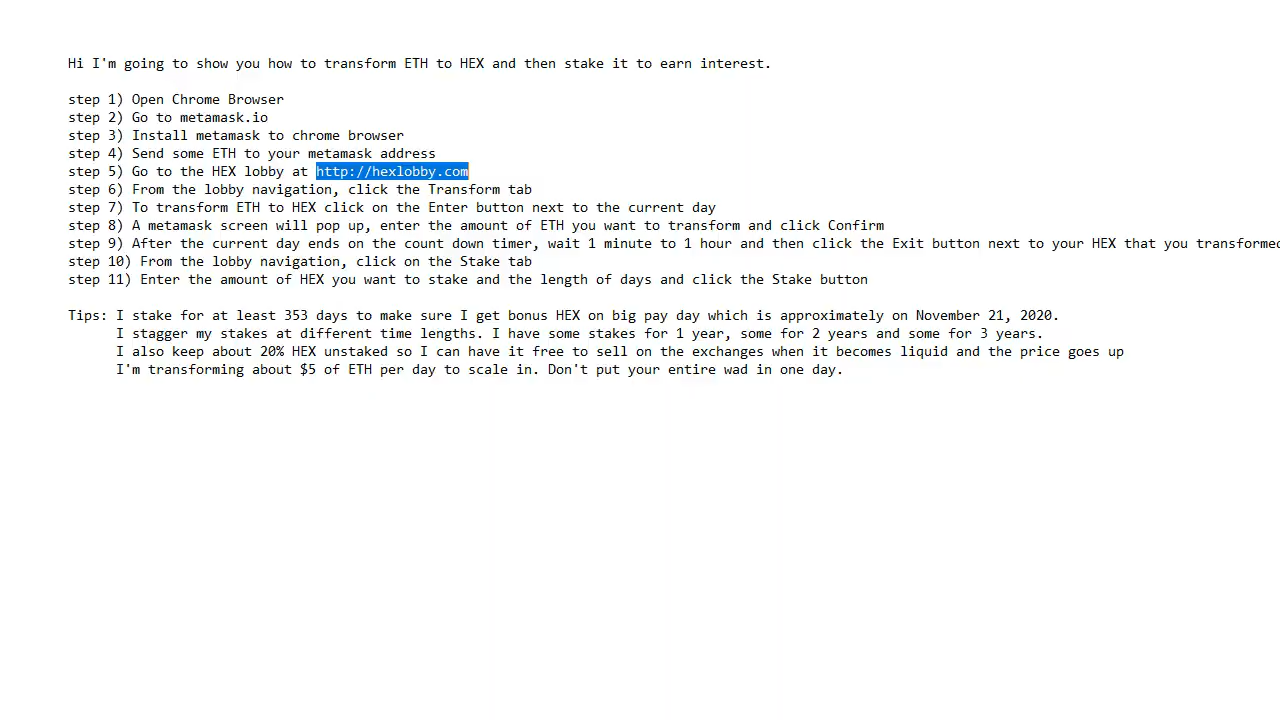 Hi I'm going to show you how to transform ETH to HEX and then stake it to earn interest.
step 1) Open Chrome Browser
step 2) Go to metamask.io
step 3) Install metamask to chrome browser
step 4) Send some ETH to your metamask address
step 5) Go to the HEX lobby at http://hexlobby.com
step 6) From the lobby navigation, click the Transform tab
step 7) To transform ETH to HEX click on the Enter button next to the current day
step 8) A metamask screen will pop up, enter the amount of ETH you want to transform and click Confirm
step 9) After the current day ends on the count down timer, wait 1 minute to 1 hour and then click the Exit button next to your HEX that you transformed
step 10) From the lobby navigation, click on the Stake tab
step 11) Enter the amount of HEX you want to stake and the length of days and click the Stake button
Tips: I stake for at least 353 days to make sure I get bonus HEX on big pay day which is approximately on November 21, 2020.
I stagger my stakes at different time lengths. I have some stakes for 1 year, some for 2 years and some for 3 years.
I also keep about 20% HEX unstaked so I can have it free to sell on the exchanges when it becomes liquid and the price goes up
I'm transforming about $5 of ETH per day to scale in. Don't put your entire wad in one day.